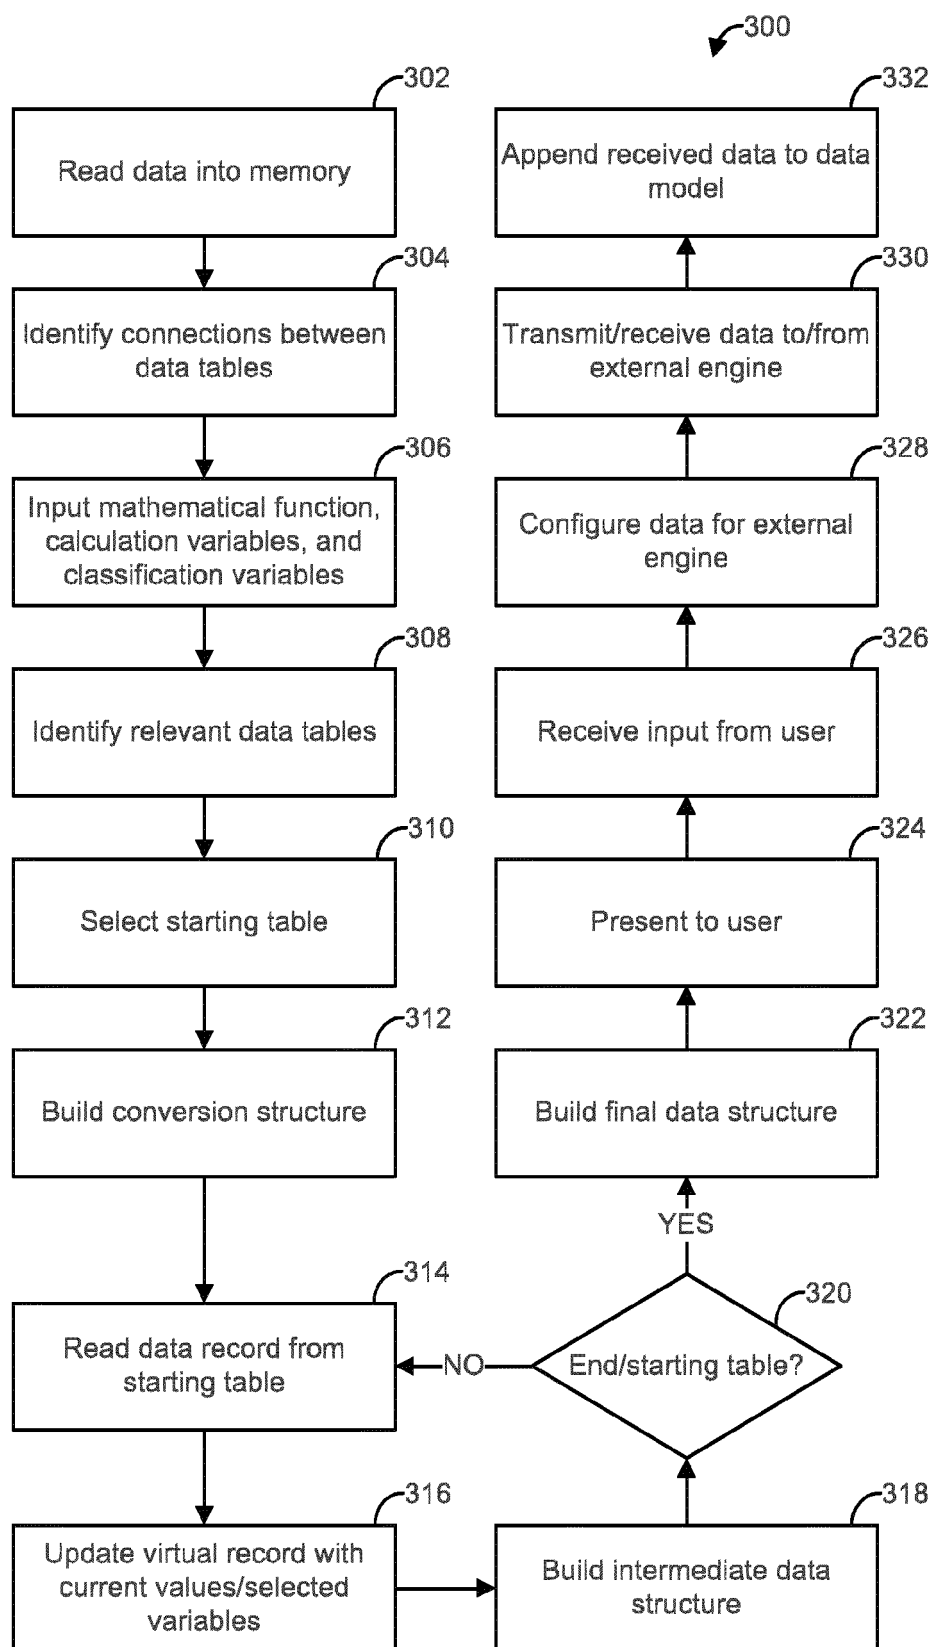 300
302
Read data into memory
304
Identify connections between
data tables
306
Input mathematical function,
calculation variables, and
classification variables
308
Identify relevant data tables
310
Select starting table
312
Build conversion structure
314
Read data record from
starting table
316
Update virtual record with
current values/selected
variables
318
Build intermediate data
structure
320
End/starting table?
NO
YES
322
Build final data structure
324
Present to user
326
Receive input from user
328
Configure data for external
engine
330
Transmit/receive data to/from
external engine
332
Append received data to data
model